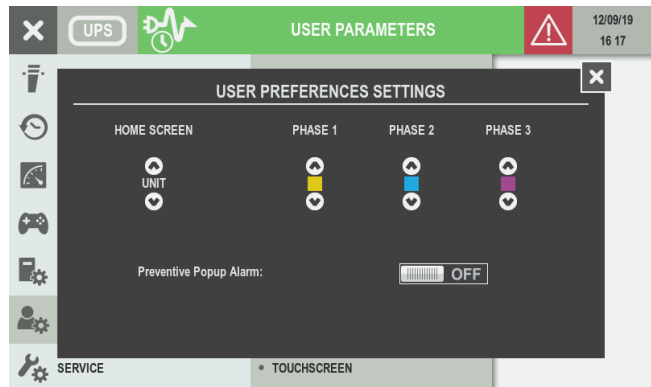 UPS
USER PARAMETERS
12/09/19
16 17
USER PREFERENCES SETTINGS
HOME SCREEN
PHASE 1
PHASE 2
PHASE 3
UNIT
Preventive Popup Alarm:
OFF
SERVICE
• TOUCHSCREEN